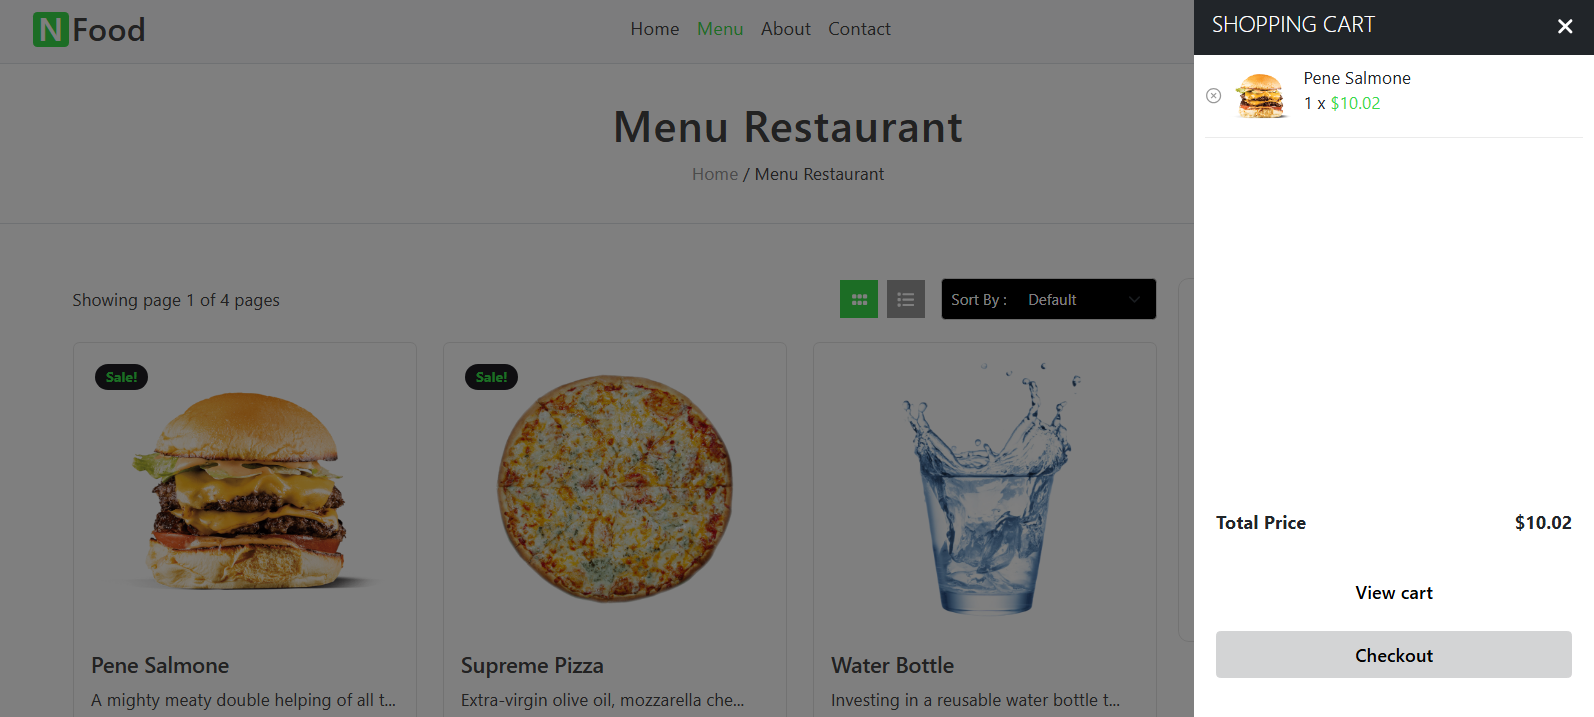 N Food
Home Menu About Contact
SHOPPING CART
Pene Salmone
1 x $10.02
Menu Restaurant
Home / Menu Restaurant
Showing page 1 of 4 pages
Sort By : Default
Sale!
Sale!
Pene Salmone
A mighty meaty double helping of all t...
Supreme Pizza
Extra-virgin olive oil, mozzarella che...
Water Bottle
Investing in a reusable water bottle t...
Total Price $10.02
View cart
Checkout